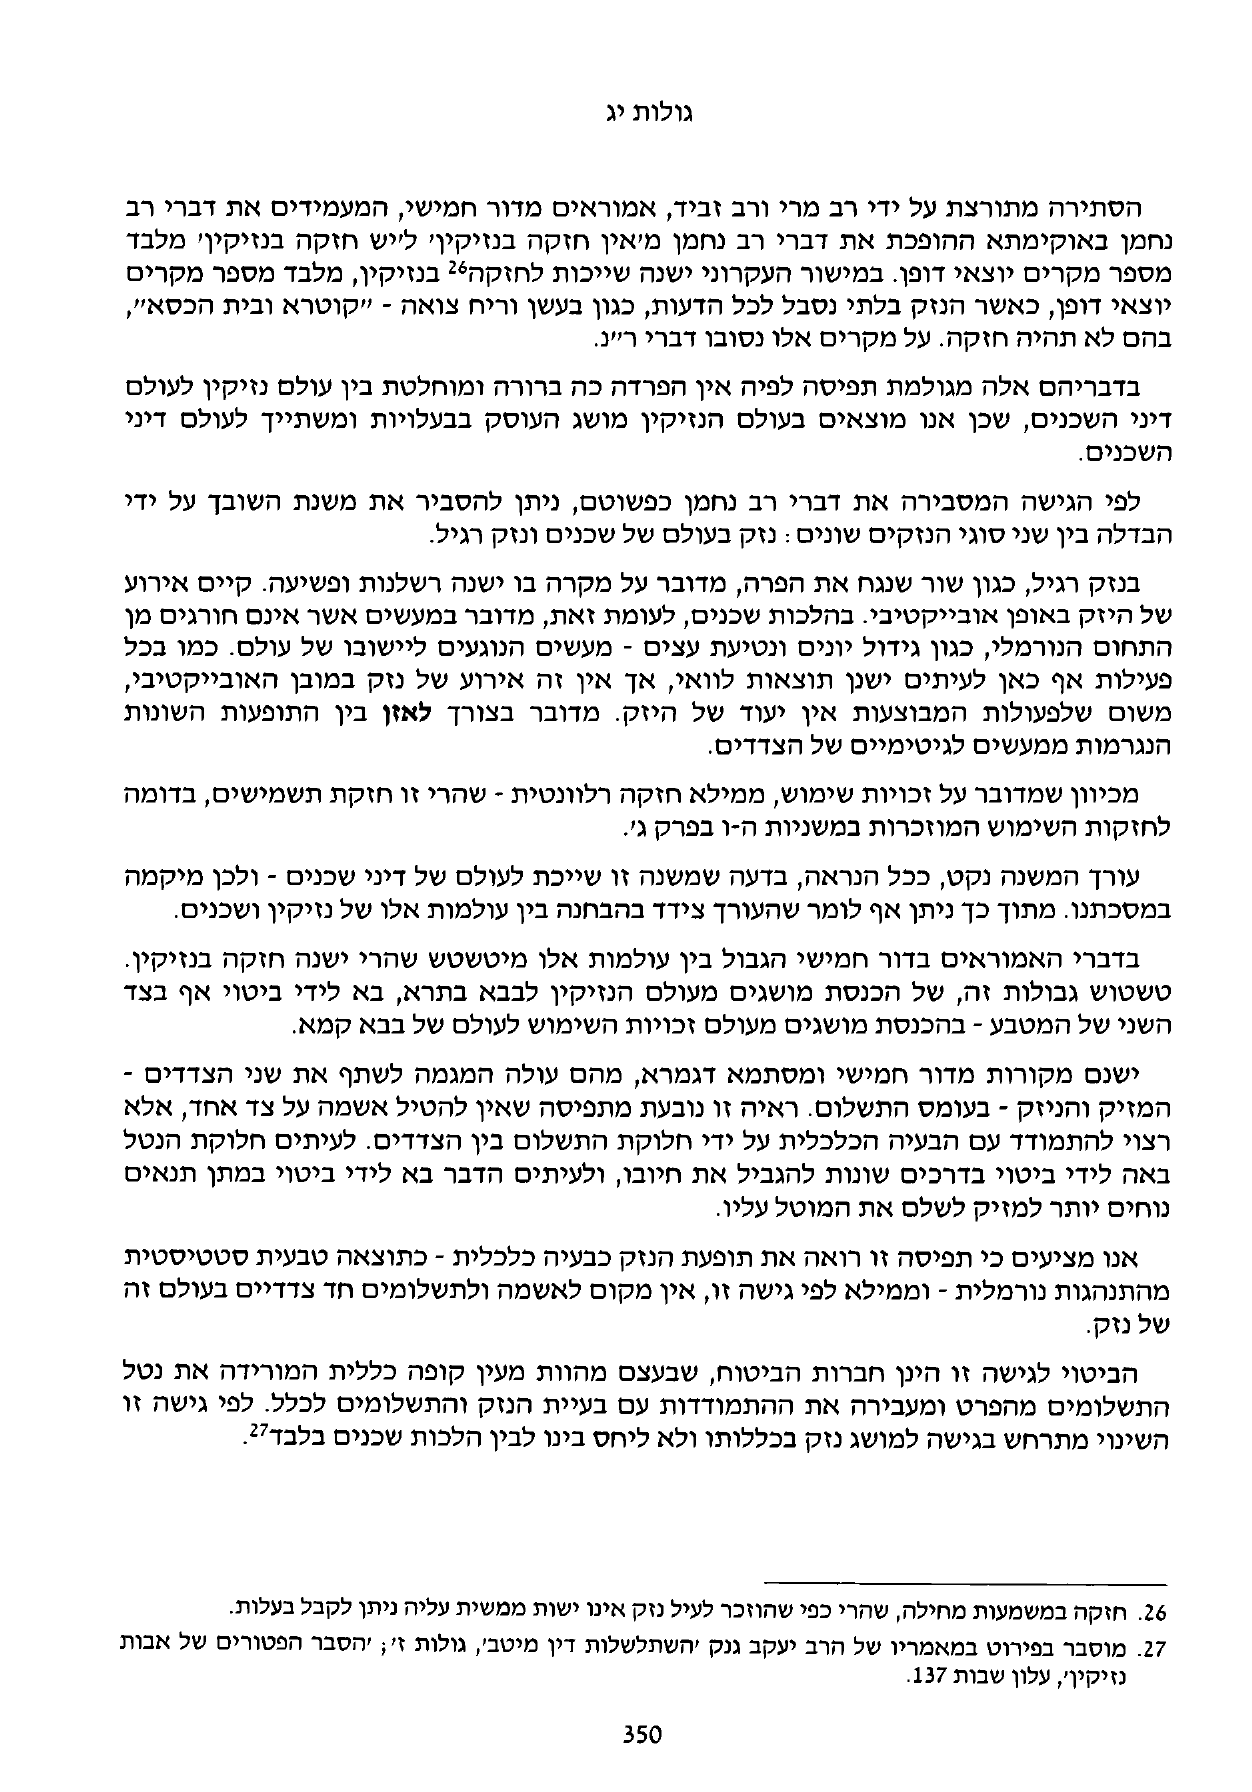 גולות יג
הסתירה מתורצת על ידי רב מרי ורב זביד, אמוראים מדור חמישי, המעמידים את דברי רב
נחמן באוקימתא ההופכת את דברי רב נחמן מ'אין חזקה בנזיקין' ל'יש חזקה בנזיקין' מלבד
מספר מקרים יוצאי דופן. במישור העקרוני ישנה שייכות לחזקה26 בנזיקין, מלבד מספר מקרים
יוצאי דופן, כאשר הנזק בלתי נסבל לכל הדעות, כגון בעשן וריח צואה - "קוטרא ובית הכסא",
בהם לא תהיה חזקה. על מקרים אלו נסובו דברי ר"נ.
בדבריהם אלה מגולמת תפיסה לפיה אין הפרדה כה ברורה ומוחלטת בין עולם נזיקין לעולם
דיני השכנים, שכן אנו מוצאים בעולם הנזיקין מושג העוסק בבעלויות ומשתייך לעולם דיני
השכנים.
לפי הגישה המסבירה את דברי רב נחמן כפשוטם, ניתן להסביר את משנת השובך על ידי
הבדלה בין שני סוגי הנזקים שונים: נזק בעולם של שכנים ונזק רגיל.
בנזק רגיל, כגון שור שנגח את הפרה, מדובר על מקרה בו ישנה רשלנות ופשיעה. קיים אירוע
של היזק באופן אובייקטיבי. בהלכות שכנים, לעומת זאת, מדובר במעשים אשר אינם חורגים מן
התחום הנורמלי, כגון גידול יונים ונטיעת עצים - מעשים הנוגעים ליישובו של עולם. כמו בכל
פעילות אף כאן לעיתים ישנן תוצאות לוואי, אך אין זה אירוע של נזק במובן האובייקטיבי,
משום שלפעולות המבוצעות אין יעוד של היזק. מדובר בצורך לאזן בין התופעות השונות
הנגרמות ממעשים לגיטימיים של הצדדים.
מכיוון שמדובר על זכויות שימוש, ממילא חזקה רלוונטית - שהרי זו חזקת תשמישים, בדומה
לחזקות השימוש המוזכרות במשניות ה-ו בפרק ג'.
עורך המשנה נקט, ככל הנראה, בדעה שמשנה זו שייכת לעולם של דיני שכנים - ולכן מיקמה
במסכתנו. מתוך כך ניתן אף לומר שהעורך צידד בהבחנה בין עולמות אלו של נזיקין ושכנים.
בדברי האמוראים בדור חמישי הגבול בין עולמות אלו מיטשטש שהרי ישנה חזקה בנזיקין.
טשטוש גבולות זה, של הכנסת מושגים מעולם הנזיקין לבבא בתרא, בא לידי ביטוי אף בצד
השני של המטבע - בהכנסת מושגים מעולם זכויות השימוש לעולם של בבא קמא.
ישנם מקורות מדור חמישי ומסתמא דגמרא, מהם עולה המגמה לשתף את שני הצדדים -
המזיק והניזק - בעומס התשלום. ראיה זו נובעת מתפיסה שאין להטיל אשמה על צד אחד, אלא
רצוי להתמודד עם הבעיה הכלכלית על ידי חלוקת התשלום בין הצדדים. לעיתים חלוקת הנטל
באה לידי ביטוי בדרכים שונות להגביל את חיובו, ולעיתים הדבר בא לידי ביטוי במתן תנאים
נוחים יותר למזיק לשלם את המוטל עליו.
אנו מציעים כי תפיסה זו רואה את תופעת הנזק כבעיה כלכלית - כתוצאה טבעית סטטיסטית
מהתנהגות נורמלית - וממילא לפי גישה זו, אין מקום לאשמה ולתשלומים חד צדדיים בעולם זה
של נזק.
הביטוי לגישה זו הינן חברות הביטוח, שבעצם מהוות מעין קופה כללית המורידה את נטל
התשלומים מהפרט ומעבירה את ההתמודדות עם בעיית הנזק והתשלומים לכלל. לפי גישה זו
השינוי מתרחש בגישה למושג נזק בכללותו ולא ליחס בינו לבין הלכות שכנים בלבד27.
26. חזקה במשמעות מחילה, שהרי כפי שהוזכר לעיל נזק אינו ישות ממשית עליה ניתן לקבל בעלות.
27. מוסבר בפירוט במאמריו של הרב יעקב גנק 'השתלשלות דין מיטב', גולות ז'; 'הסבר הפטורים של אבות
נזיקין', עלון שבות 137.
350